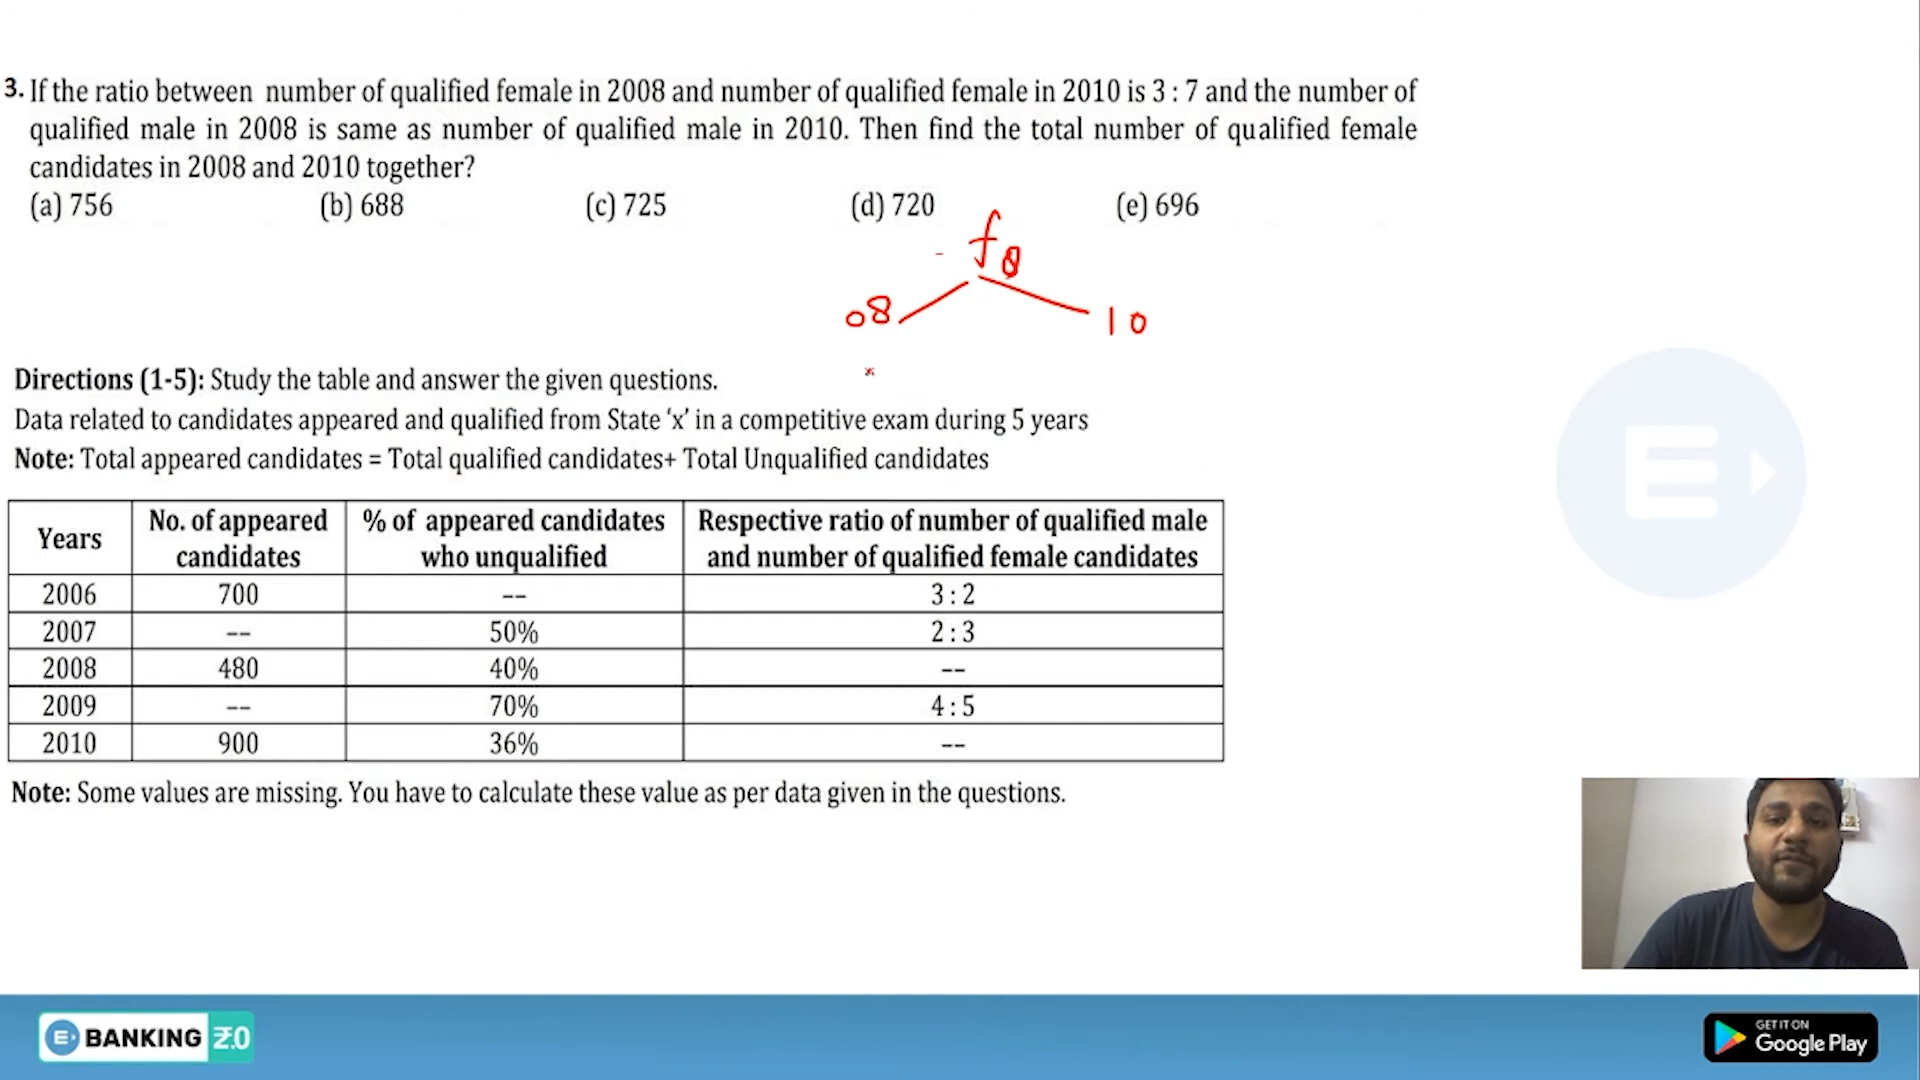 3. If the ratio between number of qualified female in 2008 and number of qualified female in 2010 is 3 : 7 and the number of
qualified male in 2008 is same as number of qualified male in 2010. Then find the total number of qualified female
candidates in 2008 and 2010 together?
(a) 756 (b) 688 (c) 725 (d) 720 (e) 696
f8
08 10
Directions (1-5): Study the table and answer the given questions.
Data related to candidates appeared and qualified from State ‘x’ in a competitive exam during 5 years
Note: Total appeared candidates = Total qualified candidates+ Total Unqualified candidates
Years No. of appeared candidates % of appeared candidates who unqualified Respective ratio of number of qualified male and number of qualified female candidates
2006 700 -- 3 : 2
2007 -- 50% 2 : 3
2008 480 40% --
2009 -- 70% 4 : 5
2010 900 36% --
Note: Some values are missing. You have to calculate these value as per data given in the questions.
E BANKING 2.0
GET IT ON
Google Play